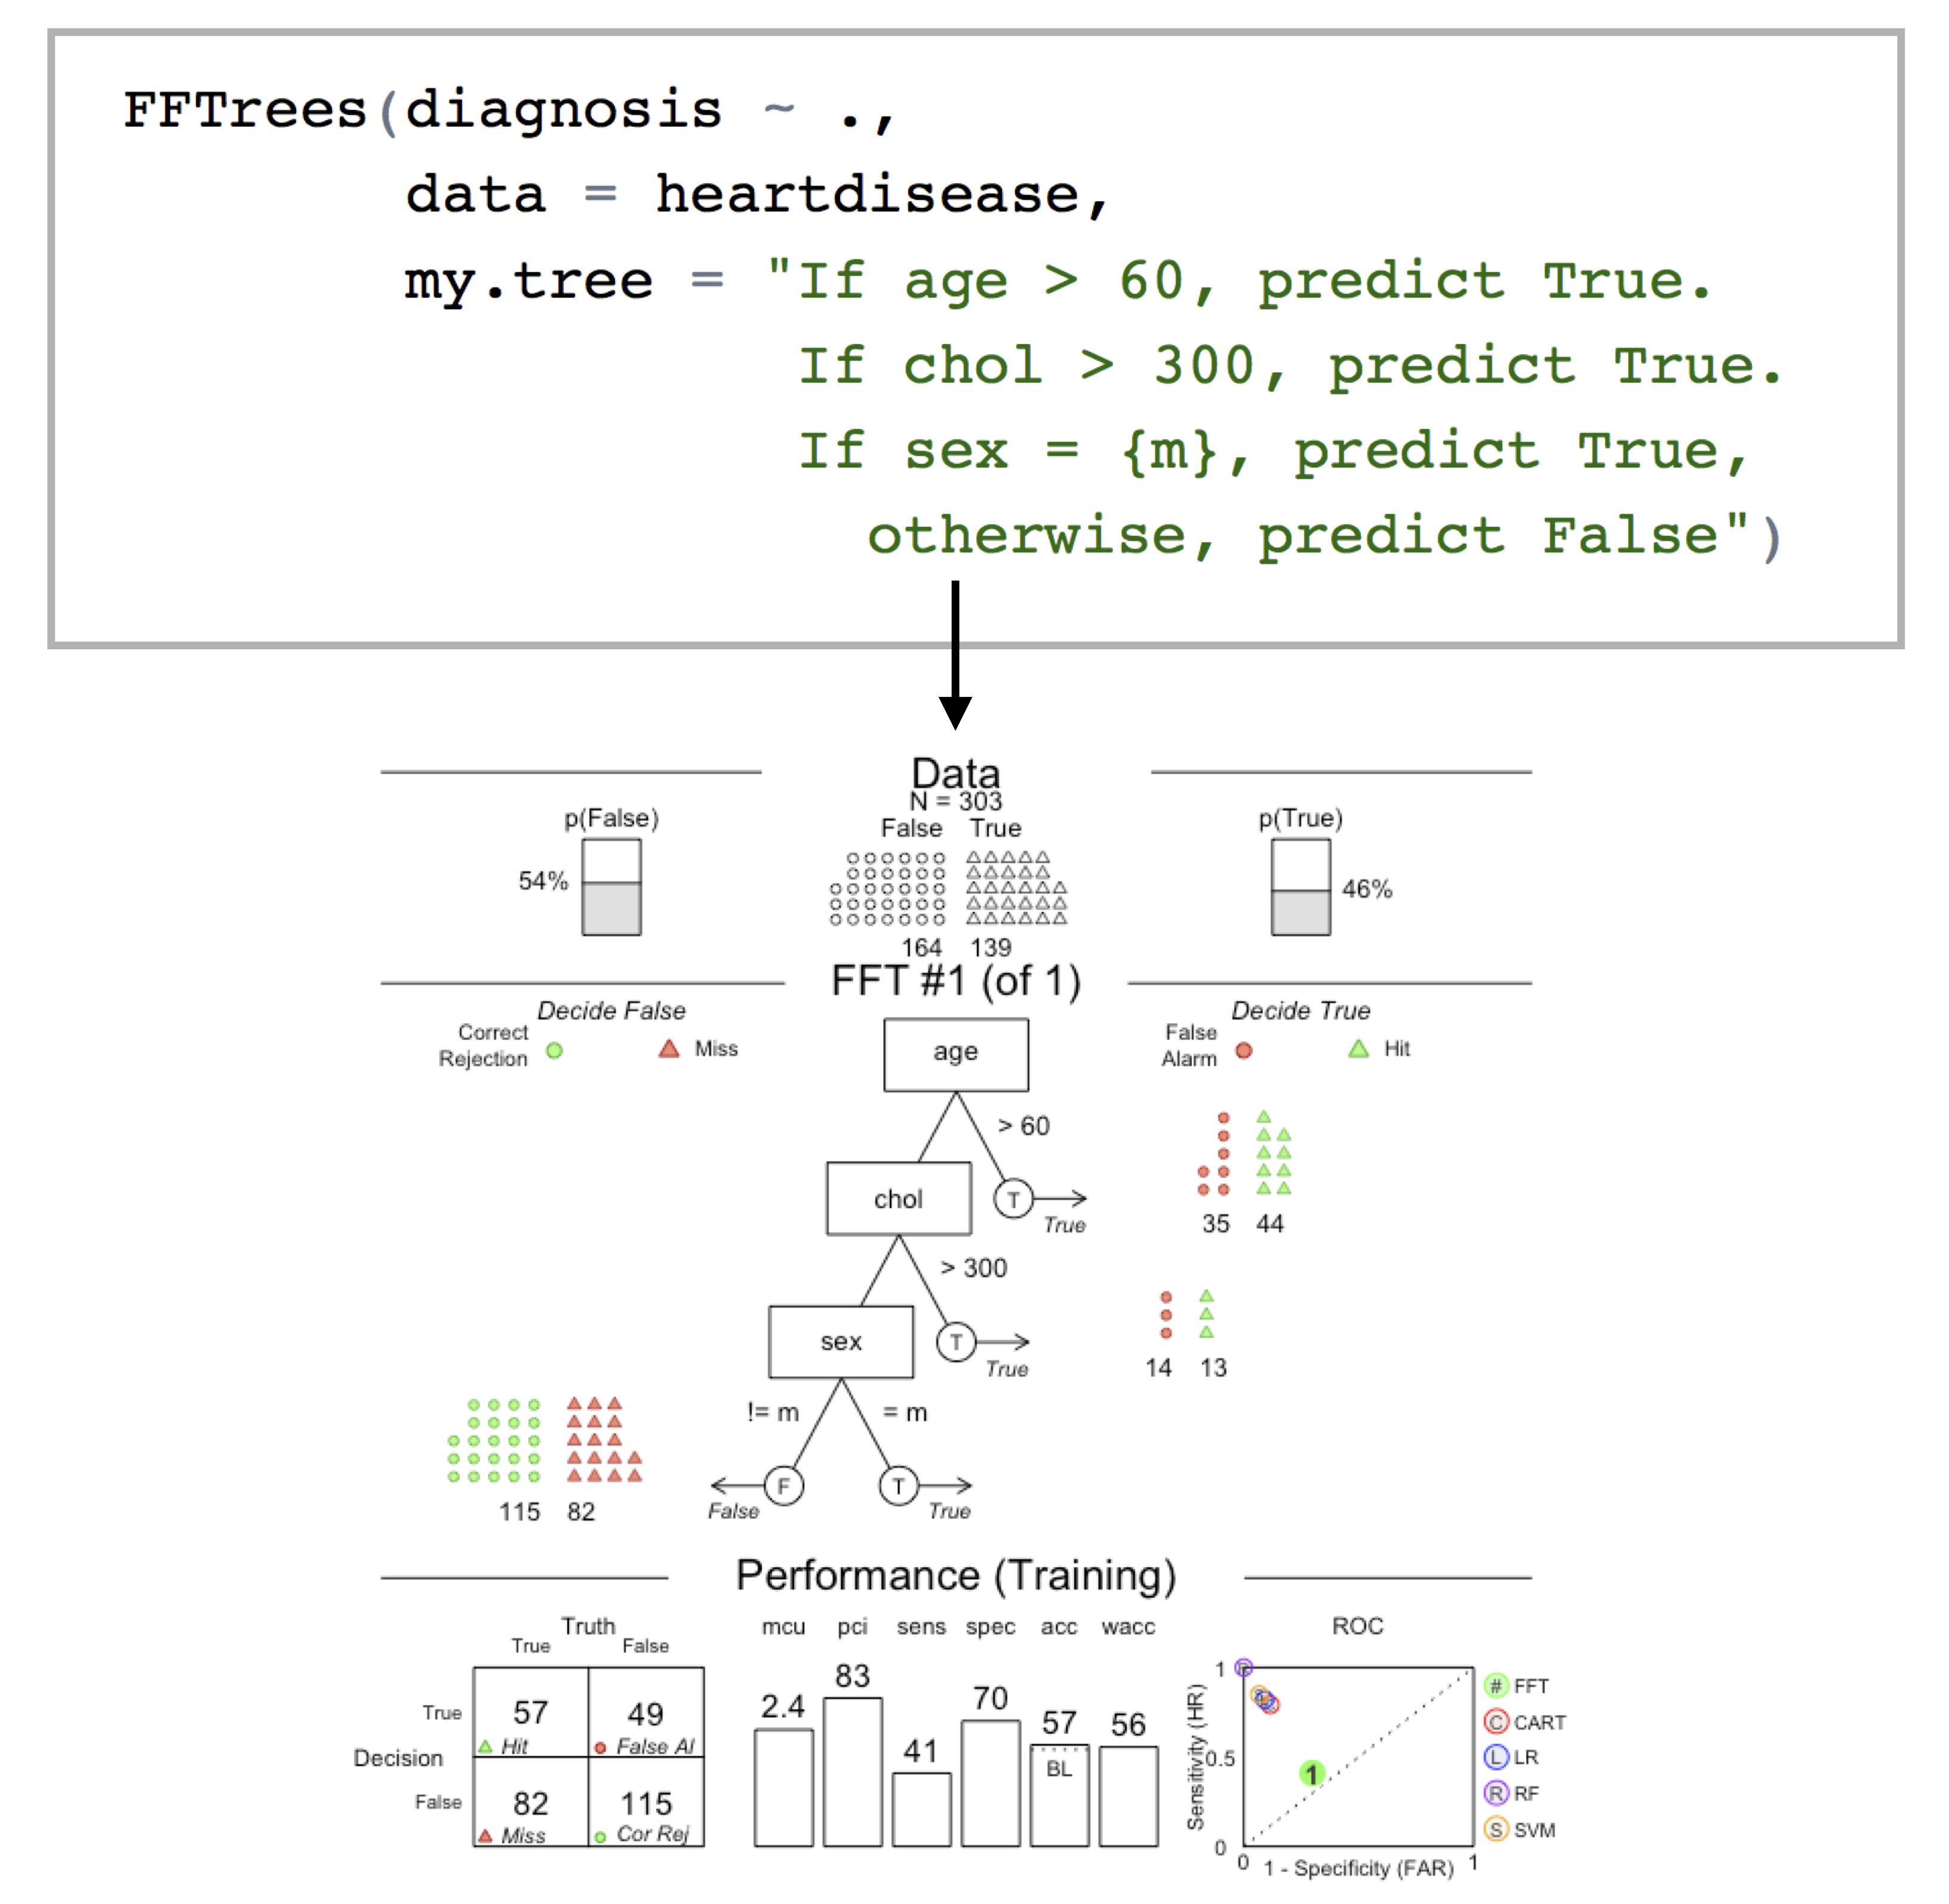 FFTrees(diagnosis ~ .,
data = heartdisease,
my.tree = "If age > 60, predict True.
If chol > 300, predict True.
If sex = {m}, predict True,
otherwise, predict False")
Data
N = 303
p(False)
False True
p(True)
54%
46%
164 139
FFT #1 (of 1)
Decide False
Decide True
Correct
Rejection
Miss
False
Alarm
Hit
age
> 60
chol
T
True
35 44
> 300
sex
T
True
14 13
!= m
= m
F
T
False
True
115 82
Performance (Training)
Truth
True False
True
57
Hit
49
False Al
Decision
False
82
Miss
115
Cor Rej
mcu pci sens spec acc wacc
2.4 83 41 70 57 56
BL
ROC
Sensitivity (HR)
1
0.5
0
R
1
0 1 - Specificity (FAR) 1
# FFT
C CART
L LR
R RF
S SVM